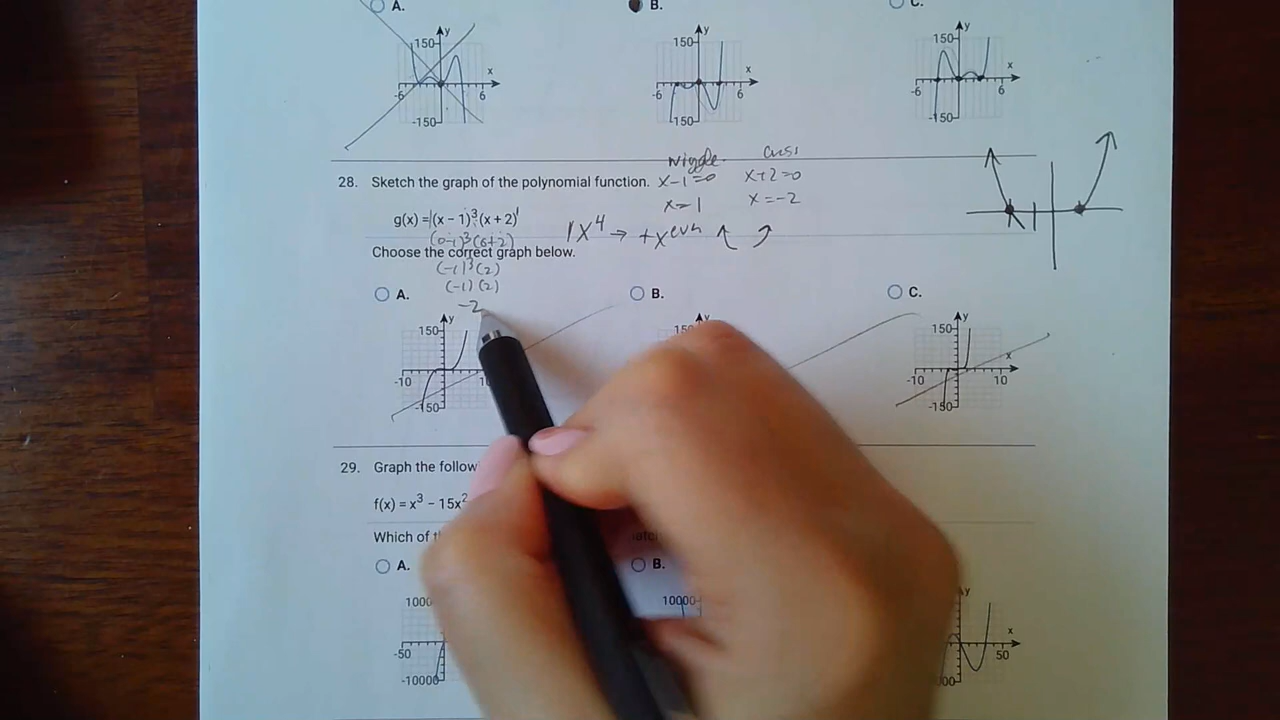 A. B. C.
y 150 x -6 6 -150
y 150 x -6 6 -150
y 150 x -6 6 -150
wiggle cross
28. Sketch the graph of the polynomial function. x-1=0 x+2=0
x=1 x=-2
g(x) = (x - 1)³(x + 2)¹ 1x⁴ → +x^even
(0-1)³(0+2)
Choose the correct graph below.
(-1)³(2)
(-1)(2)
-2
A. B. C.
y 150 -10 -150
y
y 150 x -10 10 -150
29. Graph the
f(x) = x³ - 15x²
Which of
A. B.
-50 -10000
10000
y x 50